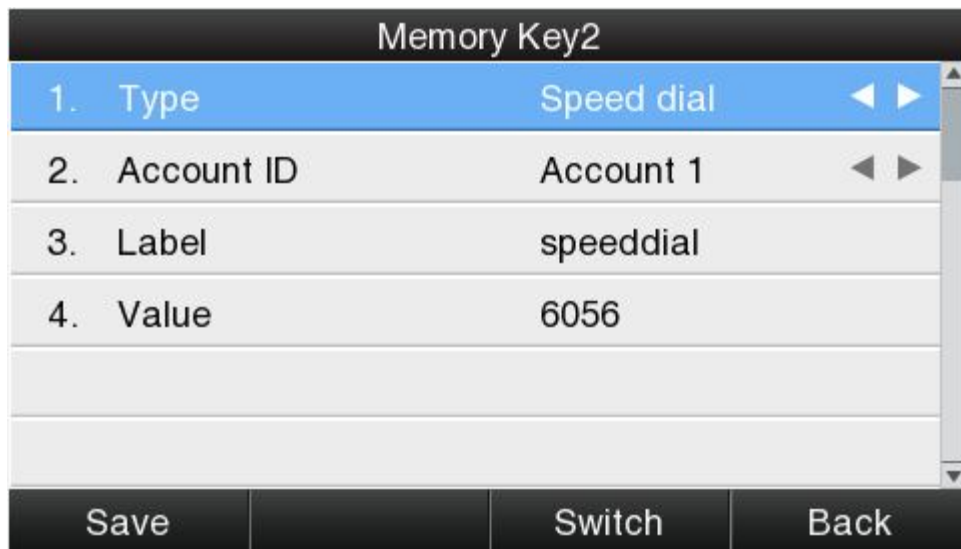 Memory Key2
1. Type Speed dial
2. Account ID Account 1
3. Label speeddial
4. Value 6056
Save Switch Back